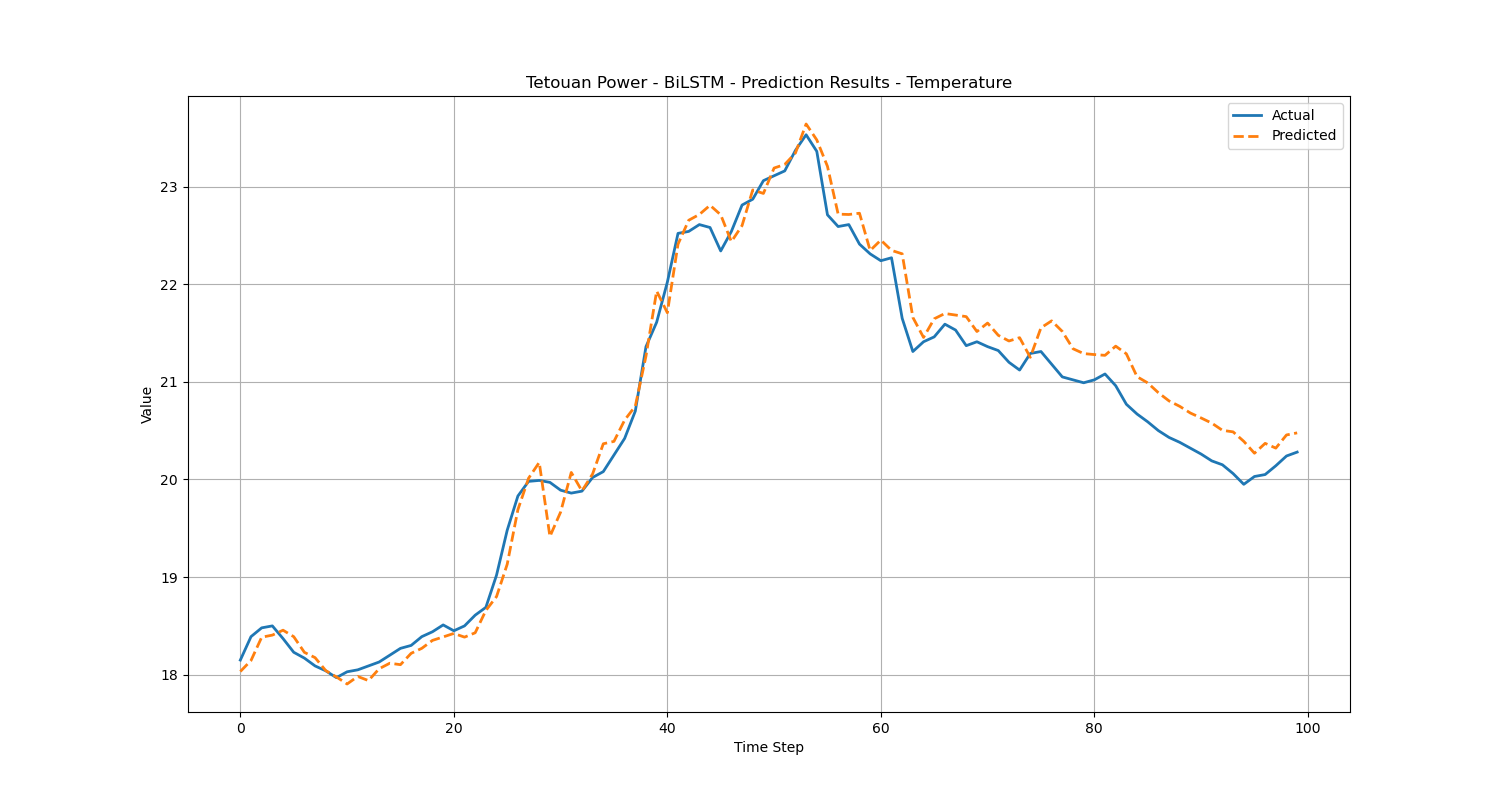 Tetouan Power - BiLSTM - Prediction Results - Temperature
Actual
Predicted
23
22
21
20
19
18
Value
0
20
40
60
80
100
Time Step